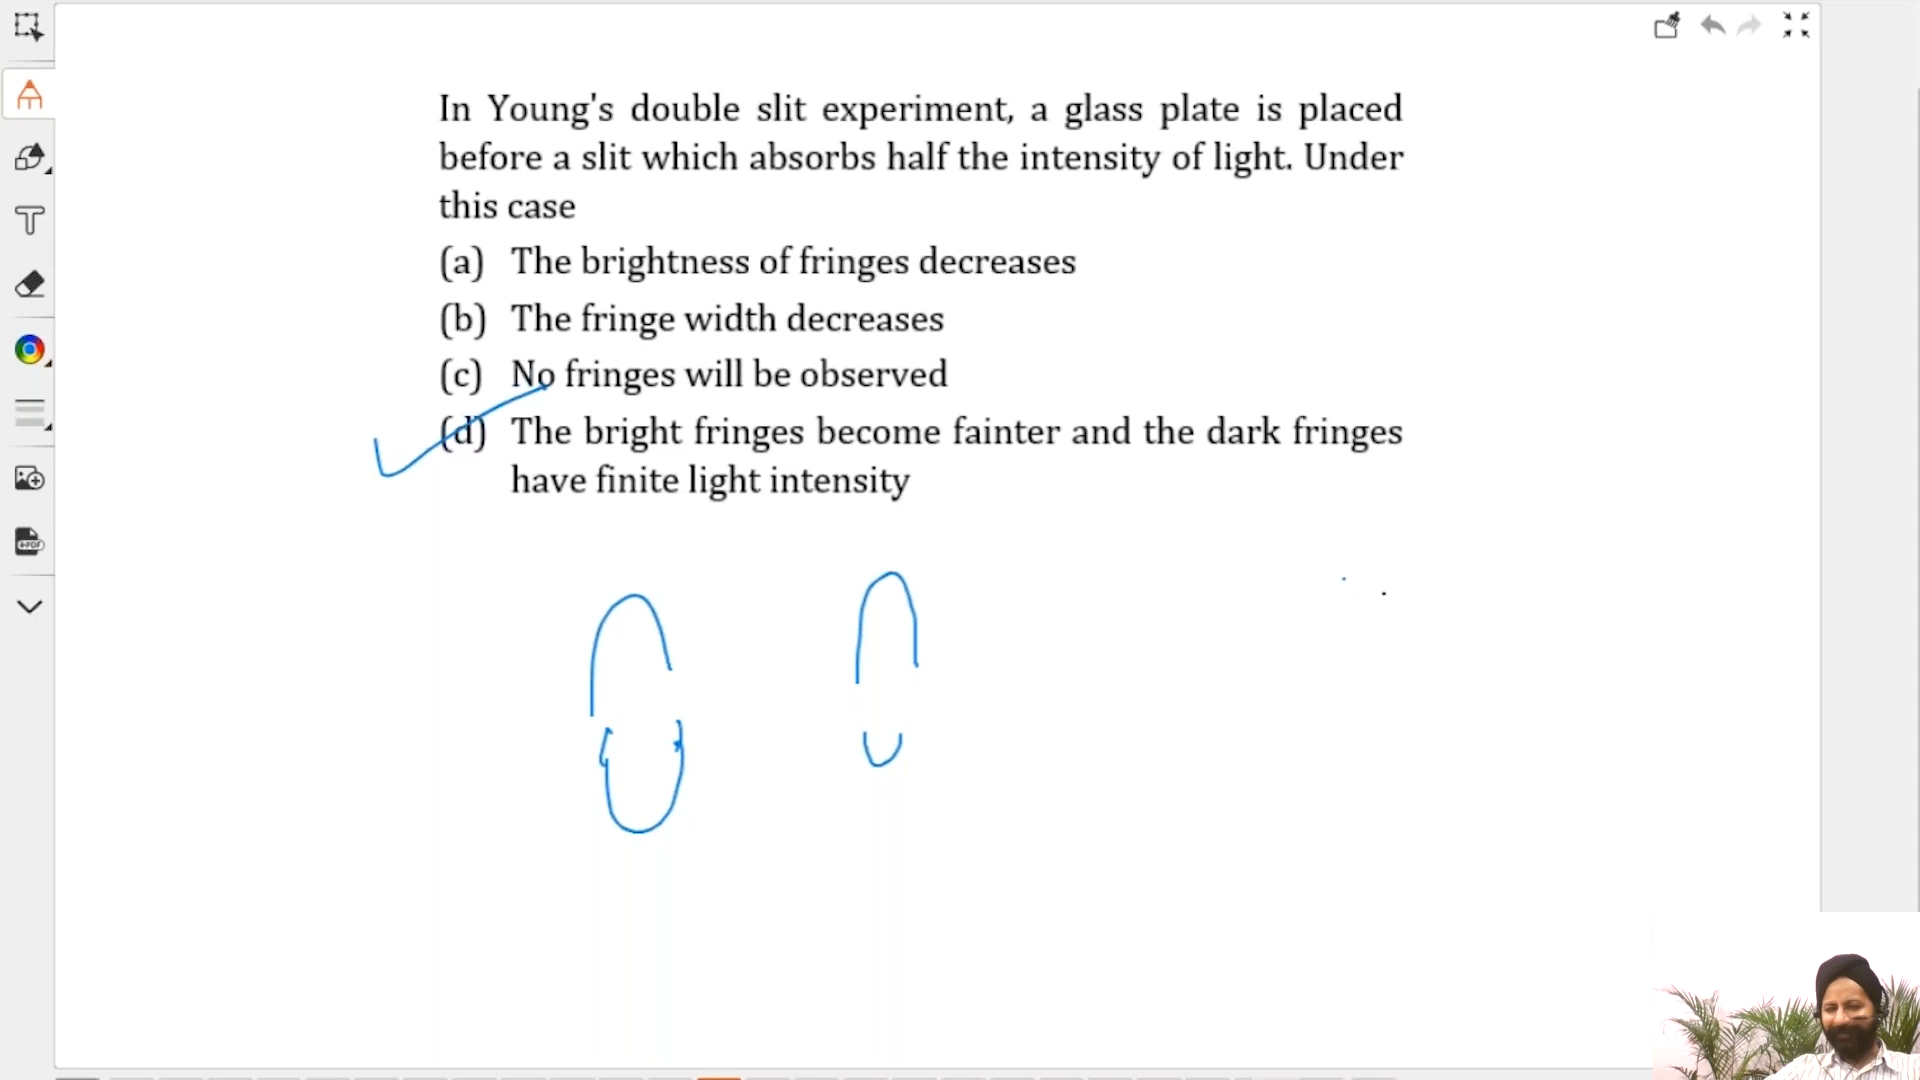 In Young's double slit experiment, a glass plate is placed
before a slit which absorbs half the intensity of light. Under
this case
(a) The brightness of fringes decreases
(b) The fringe width decreases
(c) No fringes will be observed
(d) The bright fringes become fainter and the dark fringes
have finite light intensity